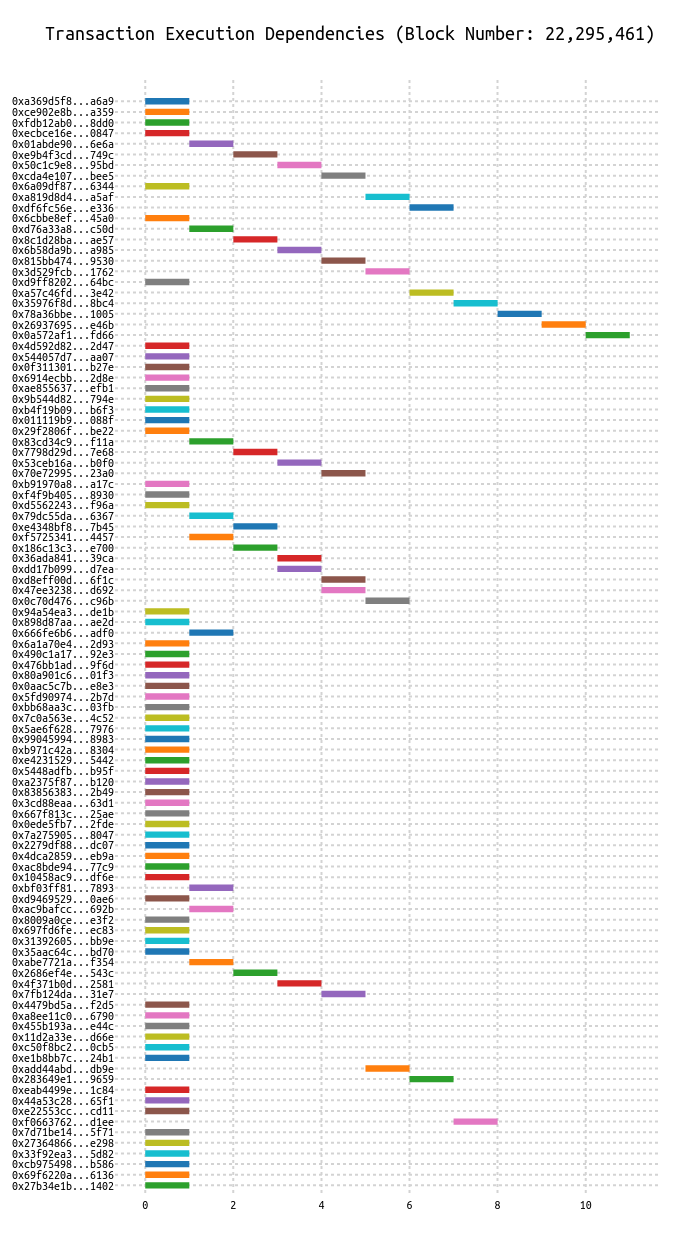 Transaction Execution Dependencies (Block Number: 22,295,461)
0xa369d5f8...a6a9
0xce902e8b...a359
0xfdb12ab0...8dd0
0xecbce16e...0847
0x01abde90...6e6a
0xe9b4f3cd...749c
0x50c1c9e8...95bd
0xcda4e107...bee5
0x6a09df87...6344
0xa819d8d4...a5af
0xdf6fc56e...e336
0x6cbbe8ef...45a0
0xd76a33a8...c50d
0x8c1d28ba...ae57
0x6b58da9b...a985
0x815bb474...9530
0x3d529fcb...1762
0xd9ff8202...64bc
0xa57c46fd...3e42
0x35976f8d...8bc4
0x78a36bbe...1005
0x26937695...e46b
0x0a572af1...fd66
0x4d592d82...2d47
0x544057d7...aa07
0x0f311301...b27e
0x6914ecbb...2d8e
0xae855637...efb1
0x9b544d82...794e
0xb4f19b09...b6f3
0x011119b9...088f
0x29f2806f...be22
0x83cd34c9...f11a
0x7798d29d...7e68
0x53ceb16a...b0f0
0x70e72995...23a0
0xb91970a8...a17c
0xf4f9b405...8930
0xd5562243...f96a
0x79dc55da...6367
0xe4348bf8...7b45
0xf5725341...4457
0x186c13c3...e700
0x36ada841...39ca
0xdd17b099...d7ea
0xd8eff00d...6f1c
0x47ee3238...d692
0x0c70d476...c96b
0x94a54ea3...de1b
0x898d87aa...ae2d
0x666fe6b6...adf0
0x6a1a70e4...2d93
0x490c1a17...92e3
0x476bb1ad...9f6d
0x80a901c6...01f3
0x0aac5c7b...e8e3
0x5fd90974...2b7d
0xbb68aa3c...03fb
0x7c0a563e...4c52
0x5ae6f628...7976
0x99045994...8983
0xb971c42a...8304
0xe4231529...5442
0x5448adfb...b95f
0xa2375f87...b120
0x83856383...2b49
0x3cd88eaa...63d1
0x667f813c...25ae
0x0ede5fb7...2fde
0x7a275905...8047
0x2279df88...dc07
0x4dca2859...eb9a
0xac8bde94...77c9
0x10458ac9...df6e
0xbf03ff81...7893
0xd9469529...0ae6
0xac9bafcc...692b
0x8009a0ce...e3f2
0x697fd6fe...ec83
0x31392605...bb9e
0x35aac64c...bd70
0xabe7721a...f354
0x2686ef4e...543c
0x4f371b0d...2581
0x7fb124da...31e7
0x4479bd5a...f2d5
0xa8ee11c0...6790
0x455b193a...e44c
0x11d2a33e...d66e
0xc50f8bc2...0cb5
0xe1b8bb7c...24b1
0xadd44abd...db9e
0x283649e1...9659
0xeab4499e...1c84
0x44a53c28...65f1
0xe22553cc...cd11
0xf0663762...d1ee
0x7d71be14...5f71
0x27364866...e298
0x33f92ea3...5d82
0xcb975498...b586
0x69f6220a...6136
0x27b34e1b...1402
0 2 4 6 8 10